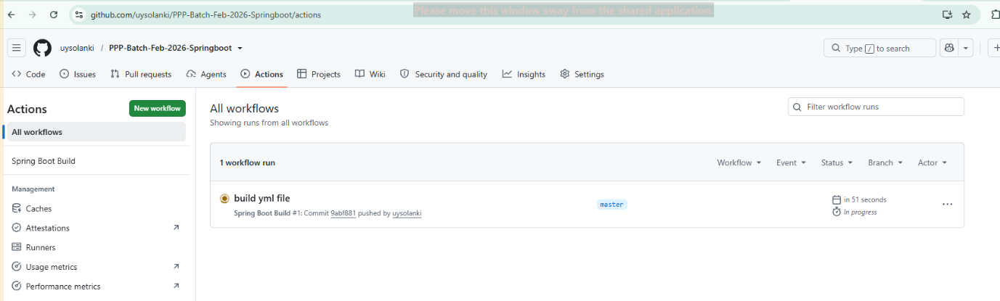 github.com/uysolanki/PPP-Batch-Feb-2026-Springboot/actions
Please move this window away from the shared application.
uysolanki / PPP-Batch-Feb-2026-Springboot
Type / to search
Code
Issues
Pull requests
Agents
Actions
Projects
Wiki
Security and quality
Insights
Settings
Actions
New workflow
All workflows
Spring Boot Build
Management
Caches
Attestations
Runners
Usage metrics
Performance metrics
All workflows
Showing runs from all workflows
Filter workflow runs
1 workflow run
Workflow
Event
Status
Branch
Actor
build yml file
Spring Boot Build #1: Commit 9abf881 pushed by uysolanki
master
in 51 seconds
In progress